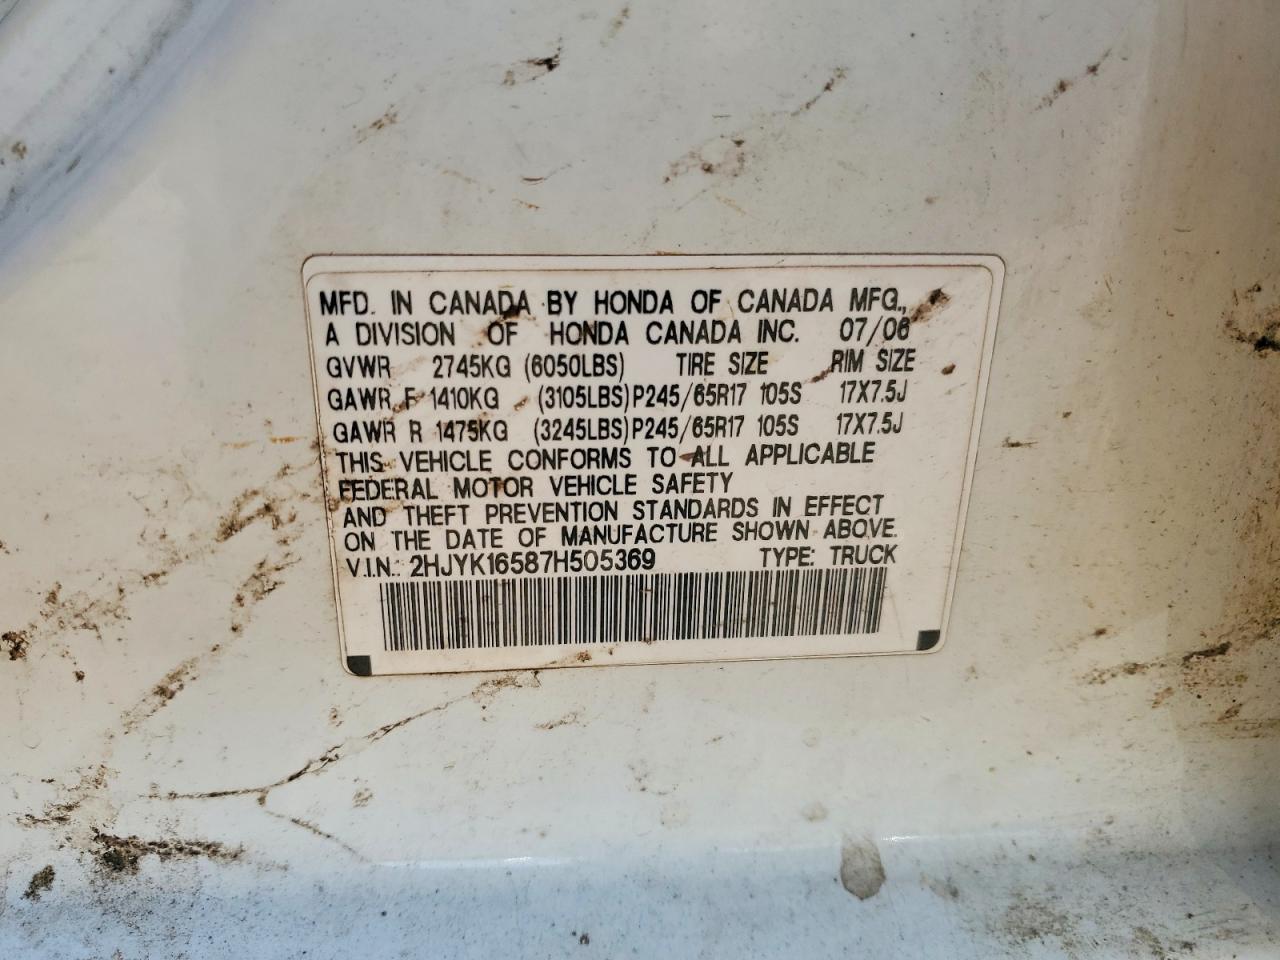 MFD. IN CANADA BY HONDA OF CANADA MFG.,
A DIVISION OF HONDA CANADA INC. 07/06
GVWR 2745KG (6050LBS) TIRE SIZE RIM SIZE
GAWR F 1410KG (3105LBS) P245/65R17 105S 17X7.5J
GAWR R 1475KG (3245LBS) P245/65R17 105S 17X7.5J
THIS VEHICLE CONFORMS TO ALL APPLICABLE
FEDERAL MOTOR VEHICLE SAFETY
AND THEFT PREVENTION STANDARDS IN EFFECT
ON THE DATE OF MANUFACTURE SHOWN ABOVE.
V.I.N.: 2HJYK16587H505369 TYPE: TRUCK